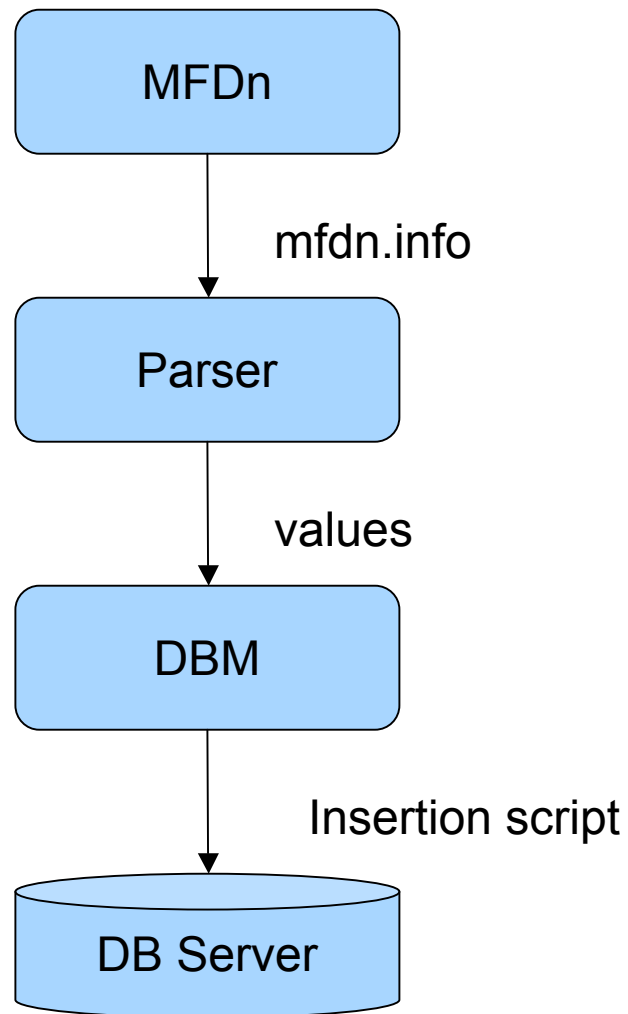 MFDn
mfdn.info
Parser
values
DBM
Insertion script
DB Server